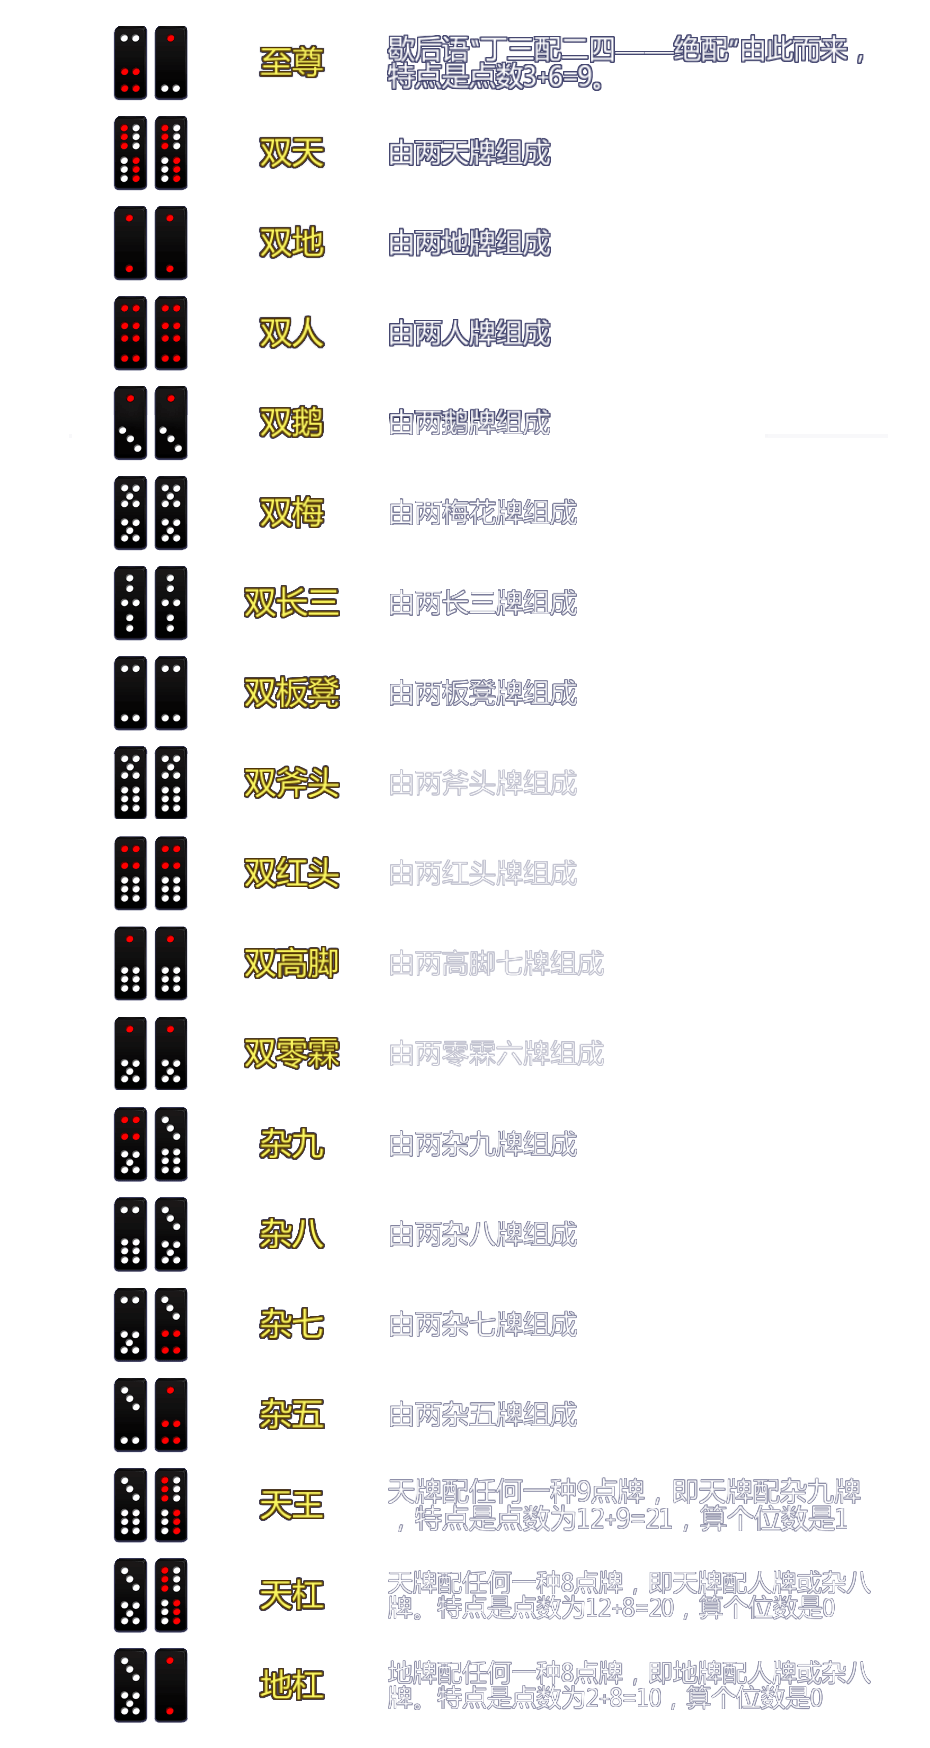 至尊
歇后语“丁三配二四——绝配”由此而来，
特点是点数3+6=9。
双天
由两天牌组成
双地
由两地牌组成
双人
由两人牌组成
双鹅
由两鹅牌组成
双梅
由两梅花牌组成
双长三
由两长三牌组成
双板凳
由两板凳牌组成
双斧头
由两斧头牌组成
双红头
由两红头牌组成
双高脚
由两高脚七牌组成
双零霖
由两零霖六牌组成
杂九
由两杂九牌组成
杂八
由两杂八牌组成
杂七
由两杂七牌组成
杂五
由两杂五牌组成
天王
天牌配任何一种9点牌，即天牌配杂九牌
，特点是点数为12+9=21，算个位数是1
天杠
天牌配任何一种8点牌，即天牌配人牌或杂八
牌。特点是点数为12+8=20，算个位数是0
地杠
地牌配任何一种8点牌，即地牌配人牌或杂八
牌。特点是点数为2+8=10，算个位数是0